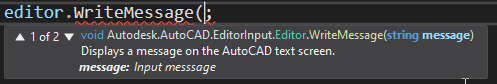 editor.WriteMessage(;
▲ 1 of 2 ▼ void Autodesk.AutoCAD.EditorInput.Editor.WriteMessage(string message)
Displays a message on the AutoCAD text screen.
message: Input messsage